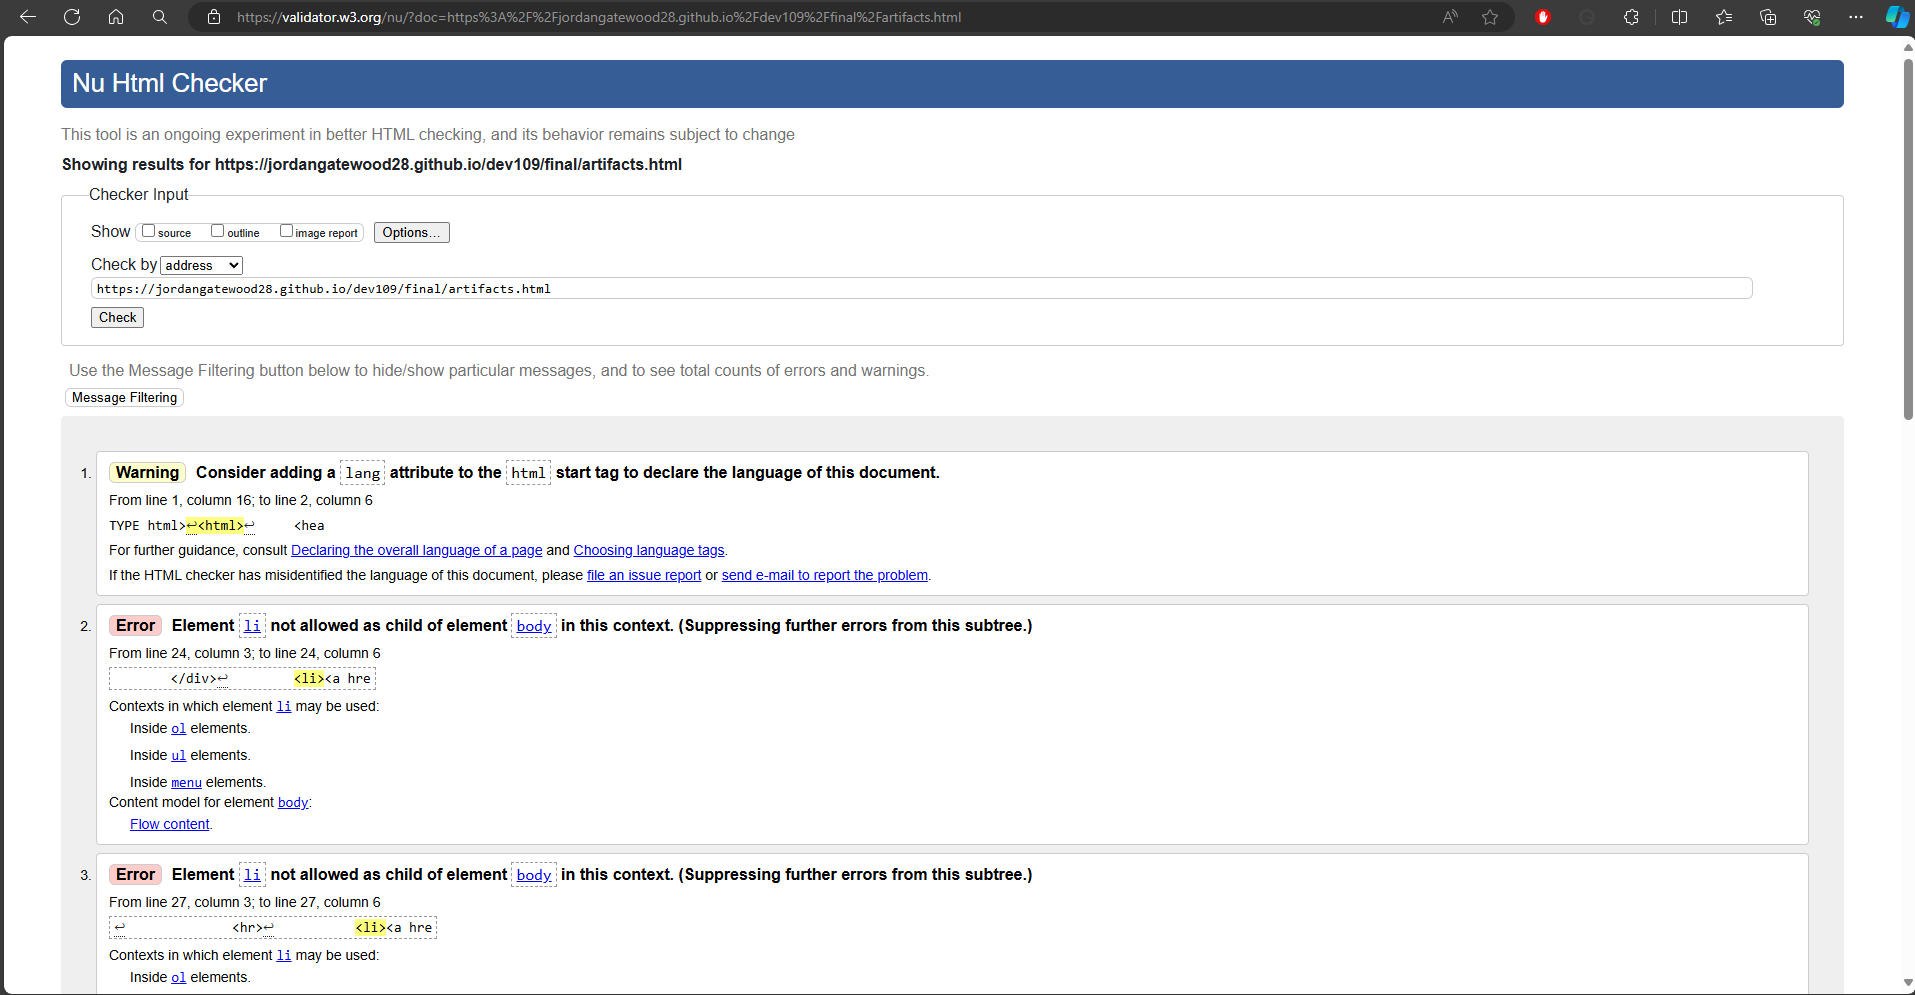 https://validator.w3.org/nu/?doc=https%3A%2F%2Fjordangatewood28.github.io%2Fdev109%2Ffinal%2Fartifacts.html
Nu Html Checker
This tool is an ongoing experiment in better HTML checking, and its behavior remains subject to change
Showing results for https://jordangatewood28.github.io/dev109/final/artifacts.html
Checker Input
Show source outline image report Options...
Check by address
https://jordangatewood28.github.io/dev109/final/artifacts.html
Check
Use the Message Filtering button below to hide/show particular messages, and to see total counts of errors and warnings.
Message Filtering
1. Warning Consider adding a lang attribute to the html start tag to declare the language of this document.
From line 1, column 16; to line 2, column 6
TYPE html>↩<html>↩ <hea
For further guidance, consult Declaring the overall language of a page and Choosing language tags.
If the HTML checker has misidentified the language of this document, please file an issue report or send e-mail to report the problem.
2. Error Element li not allowed as child of element body in this context. (Suppressing further errors from this subtree.)
From line 24, column 3; to line 24, column 6
</div>↩ <li><a hre
Contexts in which element li may be used:
Inside ol elements.
Inside ul elements.
Inside menu elements.
Content model for element body:
Flow content.
3. Error Element li not allowed as child of element body in this context. (Suppressing further errors from this subtree.)
From line 27, column 3; to line 27, column 6
↩ <hr>↩ <li><a hre
Contexts in which element li may be used:
Inside ol elements.